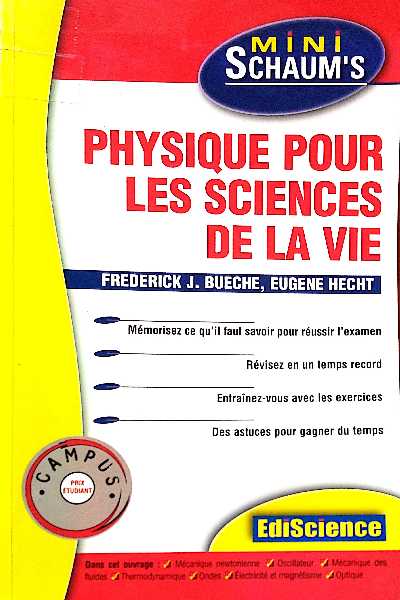 MiNi
SCHAUM'S
PHYSIQUE POUR
LES SCIENCES
DE LA VIE
FREDERICK J. BUECHE, EUGENE HECHT
Mémorisez ce qu'il faut savoir pour réussir l'examen
Révisez en un temps record
Entraînez-vous avec les exercices
Des astuces pour gagner du temps
CAMPUS
PRIX
ETUDIANT
EdiScience
Dans cet ouvrage : Mécanique newtonienne Oscillateur Mécanique des
fluides Thermodynamique Ondes Électricité et magnétisme Optique